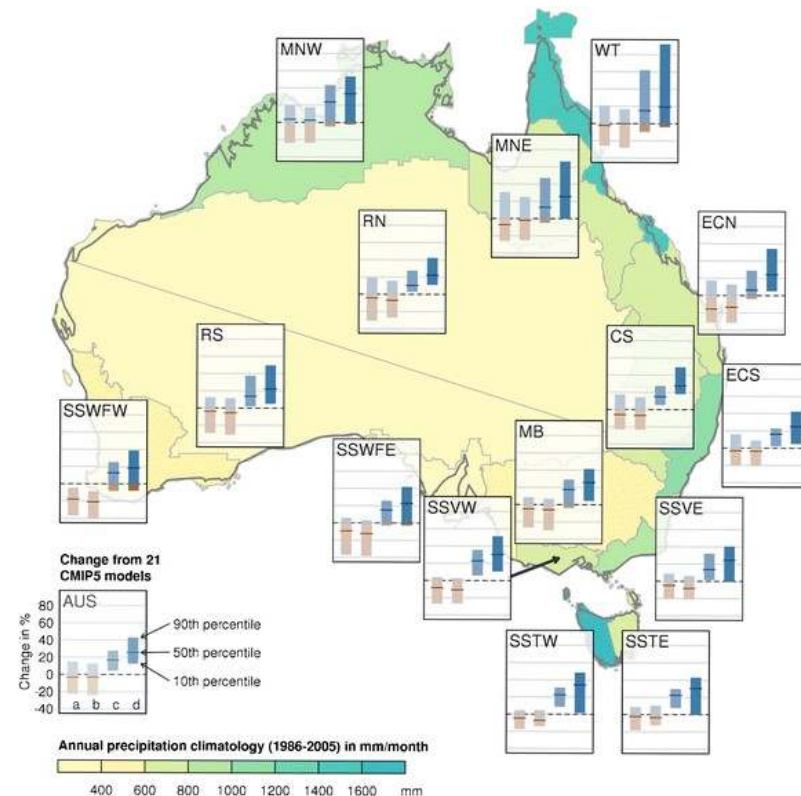 MNW
WT
MNE
RN
ECN
RS
CS
ECS
SSWFW
MB
SSWFE
SSVW
SSVE
Change from 21
CMIP5 models
AUS
80
60
40
20
0
-20
-40
Change in %
a b c d
90th percentile
50th percentile
10th percentile
SSTW
SSTE
Annual precipitation climatology (1986-2005) in mm/month
400 600 800 1000 1200 1400 1600 mm